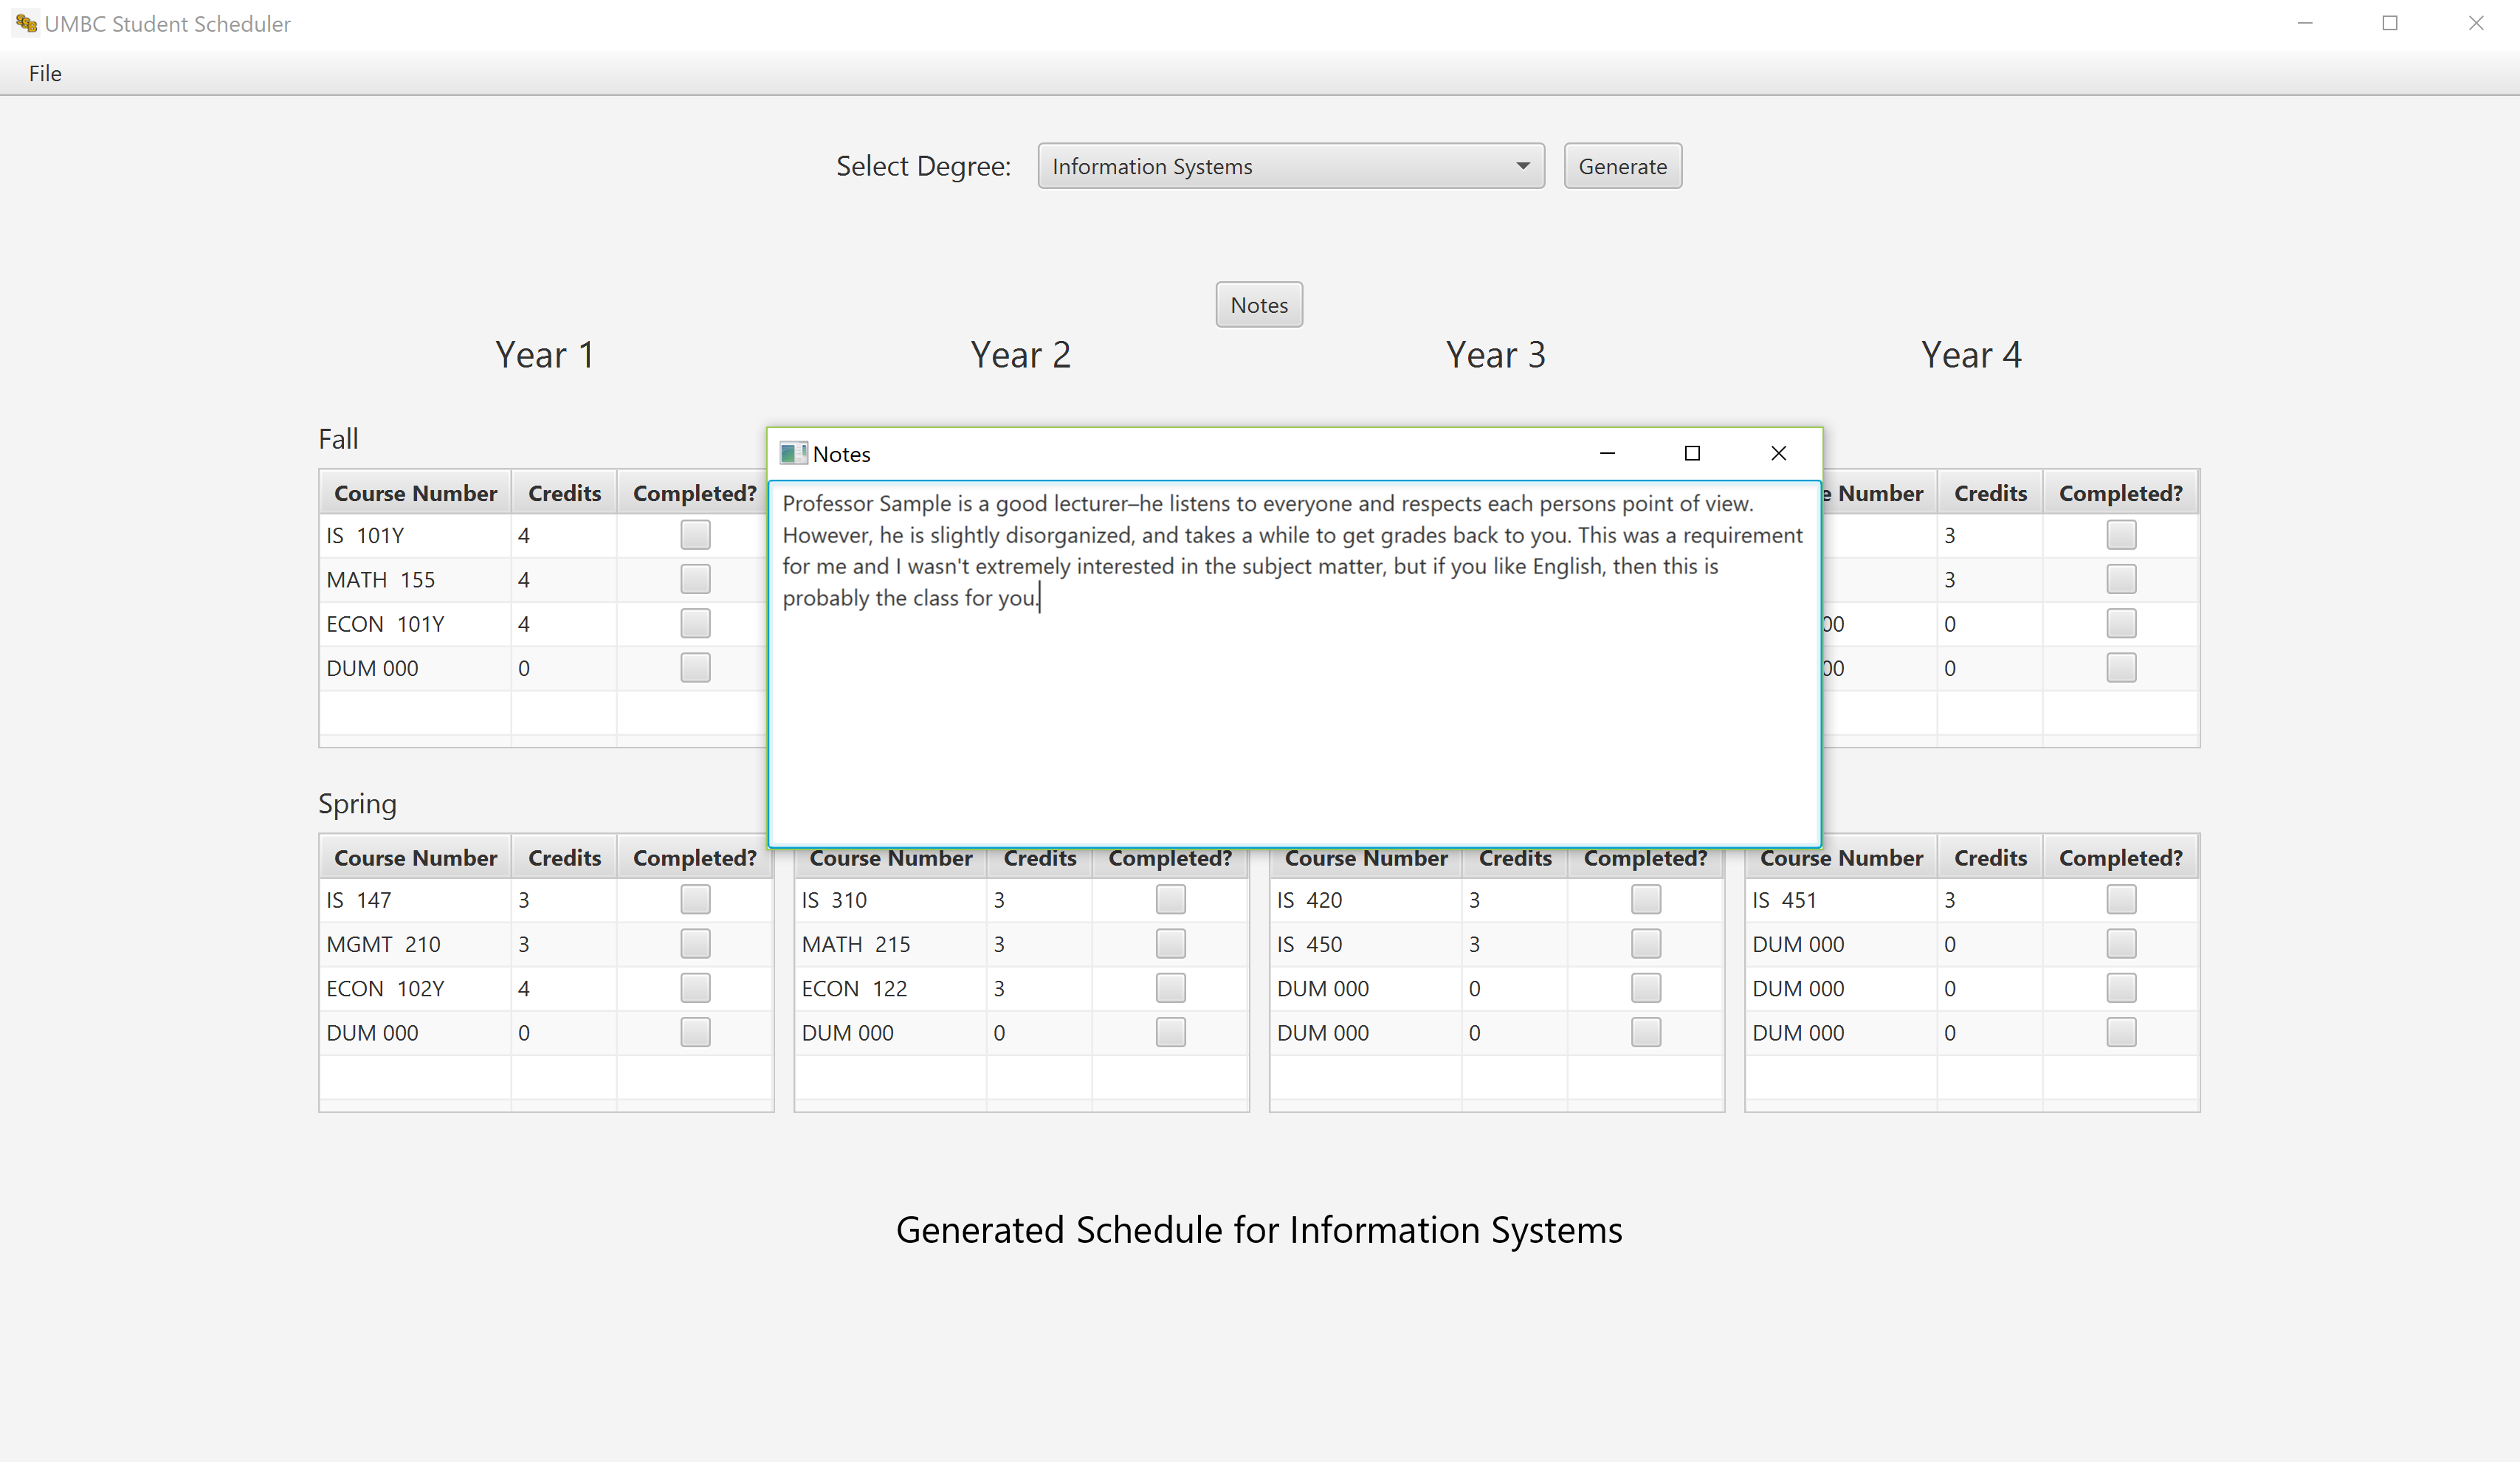 UMBC Student Scheduler
File
Select Degree: Information Systems Generate
Notes
Year 1 Year 2 Year 3 Year 4
Fall
Course Number Credits Completed?
IS 101Y 4
MATH 155 4
ECON 101Y 4
DUM 000 0
Notes
Professor Sample is a good lecturer–he listens to everyone and respects each persons point of view.
However, he is slightly disorganized, and takes a while to get grades back to you. This was a requirement
for me and I wasn't extremely interested in the subject matter, but if you like English, then this is
probably the class for you.
Number Credits Completed?
3
3
00 0
00 0
Spring
Course Number Credits Completed? Course Number Credits Completed? Course Number Credits Completed? Course Number Credits Completed?
IS 147 3 IS 310 3 IS 420 3 IS 451 3
MGMT 210 3 MATH 215 3 IS 450 3 DUM 000 0
ECON 102Y 4 ECON 122 3 DUM 000 0 DUM 000 0
DUM 000 0 DUM 000 0 DUM 000 0 DUM 000 0
Generated Schedule for Information Systems